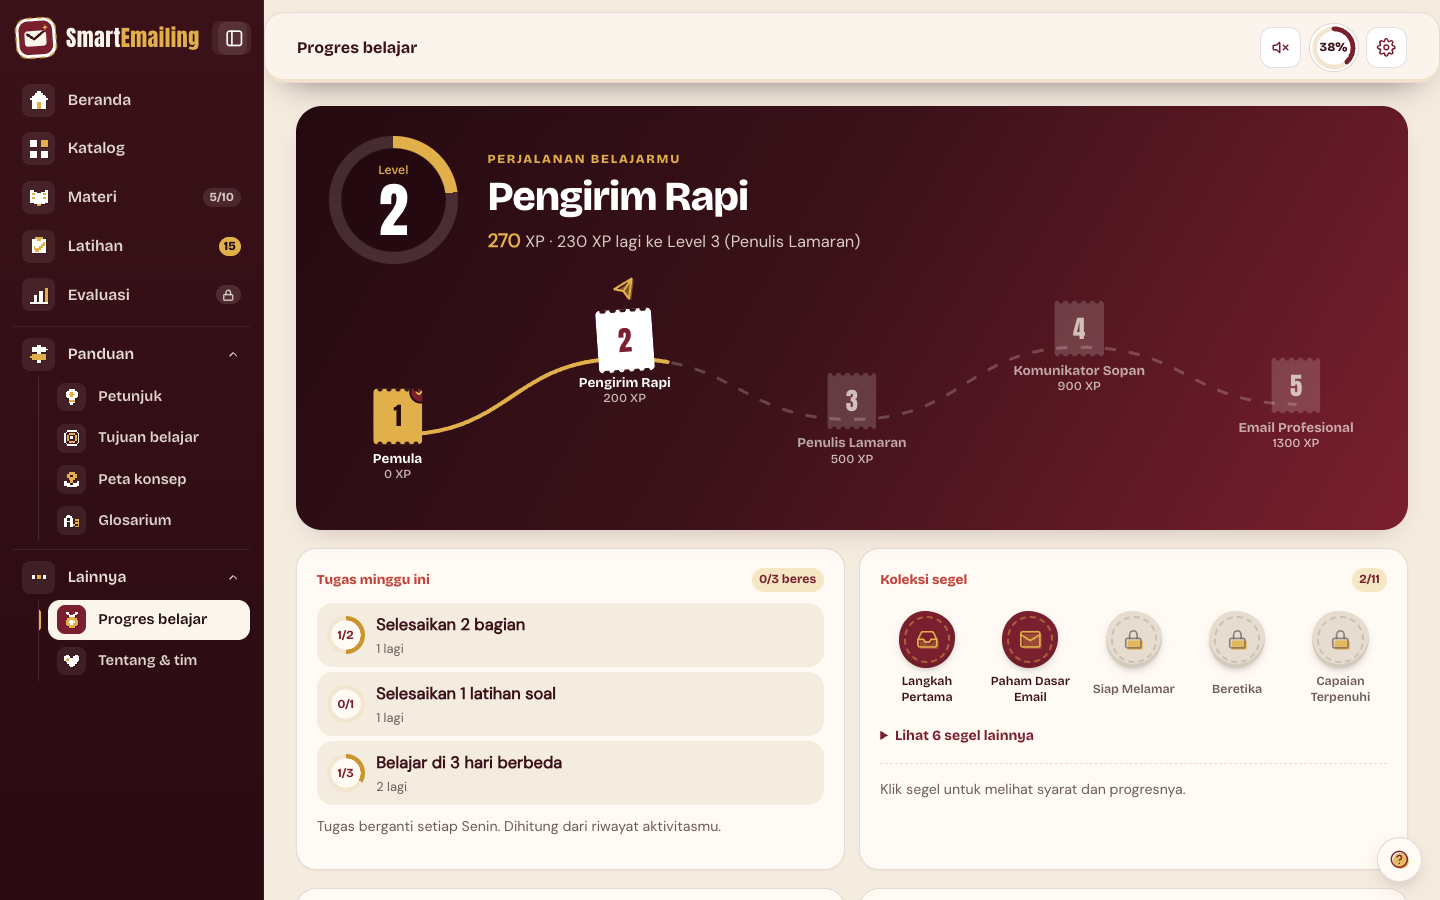 SmartEmailing
Beranda
Katalog
Materi 5/10
Latihan 15
Evaluasi
Panduan
Petunjuk
Tujuan belajar
Peta konsep
Glosarium
Lainnya
Progres belajar
Tentang & tim
Progres belajar
38%
Level
2
PERJALANAN BELAJARMU
Pengirim Rapi
270 XP · 230 XP lagi ke Level 3 (Penulis Lamaran)
1
Pemula
0 XP
2
Pengirim Rapi
200 XP
3
Penulis Lamaran
500 XP
4
Komunikator Sopan
900 XP
5
Email Profesional
1300 XP
Tugas minggu ini 0/3 beres
1/2
Selesaikan 2 bagian
1 lagi
0/1
Selesaikan 1 latihan soal
1 lagi
1/3
Belajar di 3 hari berbeda
2 lagi
Tugas berganti setiap Senin. Dihitung dari riwayat aktivitasmu.
Koleksi segel 2/11
Langkah
Pertama
Paham Dasar
Email
Siap Melamar
Beretika
Capaian
Terpenuhi
Lihat 6 segel lainnya
Klik segel untuk melihat syarat dan progresnya.
?